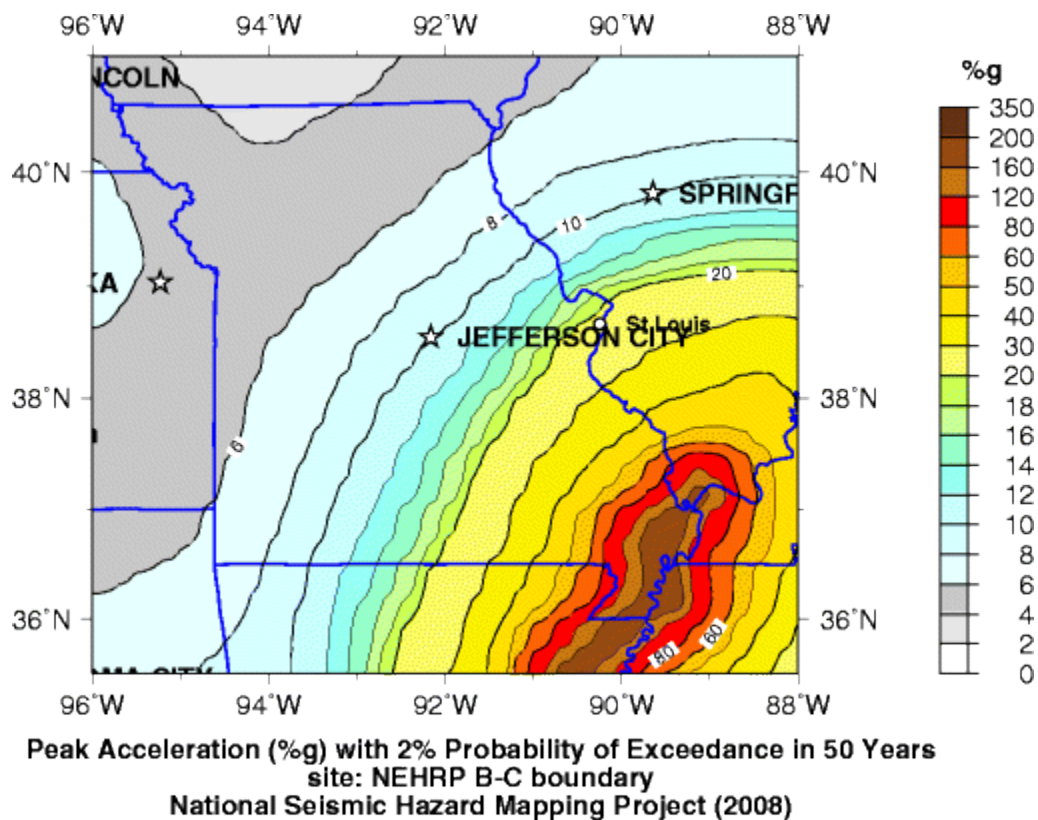 96˚W 94˚W 92˚W 90˚W 88˚W
%g
NCOLN
350
200
40˚N 160 40˚N
SPRINGF
120
8 10
80
KA
20
60
St Louis
JEFFERSON CITY
50
40
30
38˚N 20 38˚N
18
6
16
14
12
10
8
6
36˚N 4 36˚N
60
80
2
MA CITY
0
96˚W 94˚W 92˚W 90˚W 88˚W
Peak Acceleration (%g) with 2% Probability of Exceedance in 50 Years
site: NEHRP B-C boundary
National Seismic Hazard Mapping Project (2008)